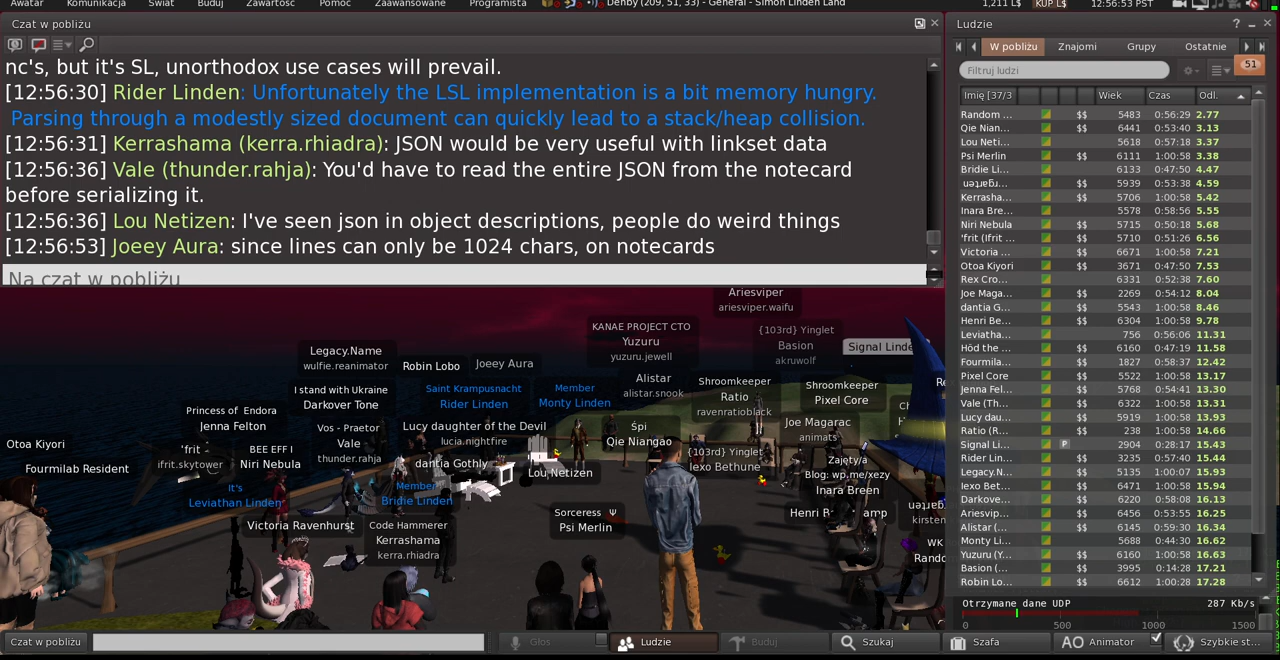 Awatar Komunikacja Świat Buduj Zawartość Pomoc Zaawansowane Programista Denby (209, 51, 33) - General - Simon Linden Land 1,211 L$ KUP L$ 12:56:53 PST
Czat w pobliżu
nc's, but it's SL, unorthodox use cases will prevail.
[12:56:30] Rider Linden: Unfortunately the LSL implementation is a bit memory hungry.
Parsing through a modestly sized document can quickly lead to a stack/heap collision.
[12:56:31] Kerrashama (kerra.rhiadra): JSON would be very useful with linkset data
[12:56:36] Vale (thunder.rahja): You'd have to read the entire JSON from the notecard
before serializing it.
[12:56:36] Lou Netizen: I've seen json in object descriptions, people do weird things
[12:56:53] Joeey Aura: since lines can only be 1024 chars, on notecards
Na czat w pobliżu
Ariesviper
ariesviper.waifu
KANAE PROJECT CTO
Yuzuru
yuzuru.jewell
{103rd} Yinglet
Basion
akruwolf
Signal Linde
Legacy.Name
wulfie.reanimator
Robin Lobo
Joeey Aura
Alistar
alistar.snook
I stand with Ukraine
Darkover Tone
Saint Krampusnacht
Rider Linden
Member
Monty Linden
Shroomkeeper
Ratio
ravenratioblack
Shroomkeeper
Pixel Core
Princess of Endora
Jenna Felton
Vos - Praetor
Vale
thunder.rahja
Lucy daughter of the Devil
lucia.nightfire
Śpi
Qie Niangao
Joe Magarac
animats
Otoa Kiyori
'frit
ifrit.skytower
BEE EFF I
Niri Nebula
Fourmilab Resident
dantia Gothly
Lou Netizen
{103rd} Yinglet
Iexo Bethune
Zajęty/a
Blog: wp.me/xezy
Inara Breen
It's
Leviathan Linden
Member
Bridie Linden
Sorceress Ψ
Psi Merlin
Henri
amp
kirsten
Victoria Ravenhurst
Code Hammerer
Kerrashama
kerra.rhiadra
WK
Rando
Ludzie
W pobliżu Znajomi Grupy Ostatnie
51
Filtruj ludzi
Imię [37/3 Wiek Czas Odl.
Random ... $$ 5483 0:56:29 2.77
Qie Nian... $$ 6441 0:53:40 3.13
Lou Neti... 5618 0:57:18 3.37
Psi Merlin $$ 6111 1:00:58 3.38
Bridie Li... 6133 0:47:50 4.47
$$ 5939 0:53:38 4.59
Kerrasha... $$ 5706 1:00:58 5.42
Inara Bre... 5578 0:58:56 5.55
Niri Nebula $$ 5715 0:50:18 5.68
'frit (Ifrit ... $$ 5710 0:51:26 6.56
Victoria ... $$ 6671 1:00:58 7.21
Otoa Kiyori $$ 3671 0:47:50 7.53
Rex Cro... 6331 0:52:38 7.60
Joe Maga... $$ 2269 0:54:12 8.04
dantia G... $$ 5543 1:00:58 8.46
Henri Be... $$ 6304 1:00:58 9.78
Leviatha... 756 0:56:06 11.31
Höd the ... $$ 6160 0:47:19 11.58
Fourmila... $$ 1827 0:58:37 12.42
Pixel Core $$ 5522 1:00:58 13.17
Jenna Fel... $$ 5768 0:54:41 13.30
Vale (Th... $$ 6322 1:00:58 13.31
Lucy dau... $$ 5919 1:00:58 13.93
Ratio (R... $$ 238 1:00:58 14.66
Signal Li... P 2904 0:28:17 15.43
Rider Lin... $$ 3235 0:57:40 15.44
Legacy.N... $$ 5135 1:00:07 15.93
Iexo Bet... $$ 6471 1:00:58 15.94
Darkove... $$ 6220 0:58:08 16.13
Ariesvip... $$ 6456 0:53:55 16.25
Alistar (... $$ 6145 0:59:30 16.34
Monty Li... 5688 0:44:30 16.62
Yuzuru (Y... $$ 6160 1:00:58 16.63
Basion (... $$ 3995 0:14:28 17.21
Robin Lo... $$ 6612 1:00:28 17.28
Otrzymane dane UDP 287 Kb/s
0 500 1000 1500
Czat w pobliżu Głos Ludzie Buduj Szukaj Szafa AO Animator Szybkie st...